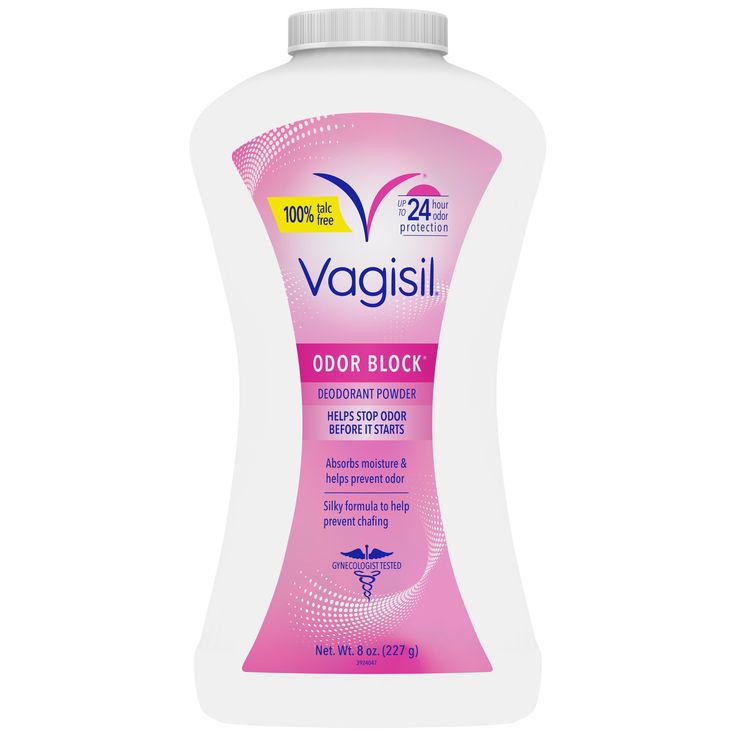 100% talc
free
UP TO 24 hour
odor
protection
®
Vagisil®
ODOR BLOCK®
DEODORANT POWDER
HELPS STOP ODOR
BEFORE IT STARTS
Absorbs moisture &
helps prevent odor
Silky formula to help
prevent chafing
GYNECOLOGIST TESTED
Net. Wt. 8 oz. (227 g)
3924047